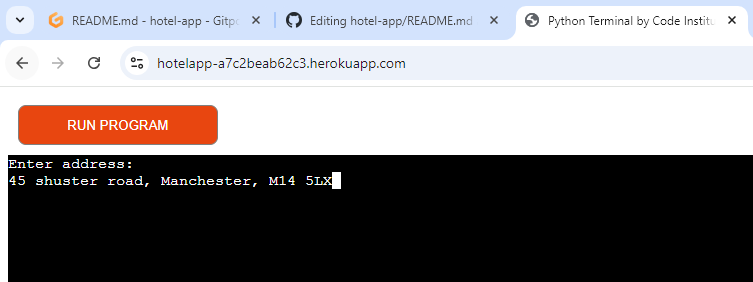 README.md - hotel-app - Gitpo
Editing hotel-app/README.md
Python Terminal by Code Institu
hotelapp-a7c2beab62c3.herokuapp.com
RUN PROGRAM
Enter address:
45 shuster road, Manchester, M14 5LX